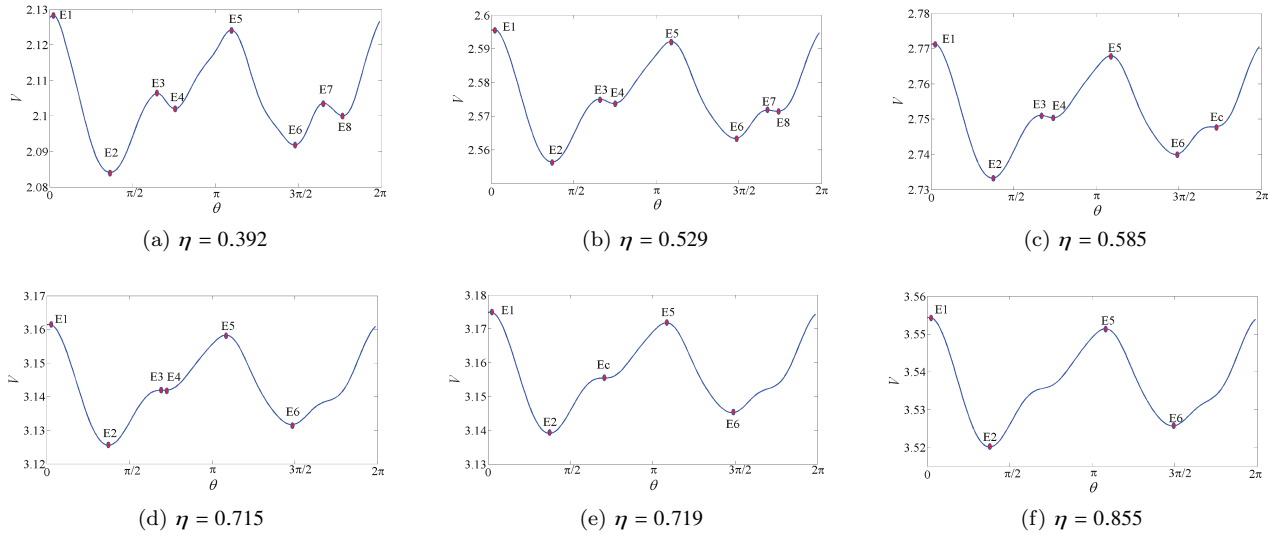 2.13
2.12
2.11
2.1
2.09
2.08
V
E1
E2
E3
E4
E5
E6
E7
E8
0
π/2
π
3π/2
2π
θ
(a) η = 0.392
2.6
2.59
2.58
2.57
2.56
V
E1
E2
E3
E4
E5
E6
E7
E8
0
π/2
π
3π/2
2π
θ
(b) η = 0.529
2.78
2.77
2.76
2.75
2.74
2.73
V
E1
E2
E3
E4
E5
E6
Ec
0
π/2
π
3π/2
2π
θ
(c) η = 0.585
3.17
3.16
3.15
3.14
3.13
3.12
V
E1
E2
E3
E4
E5
E6
0
π/2
π
3π/2
2π
θ
(d) η = 0.715
3.18
3.17
3.16
3.15
3.14
3.13
V
E1
E2
Ec
E5
E6
0
π/2
π
3π/2
2π
θ
(e) η = 0.719
3.56
3.55
3.54
3.53
3.52
V
E1
E2
E5
E6
0
π/2
π
3π/2
2π
θ
(f) η = 0.855